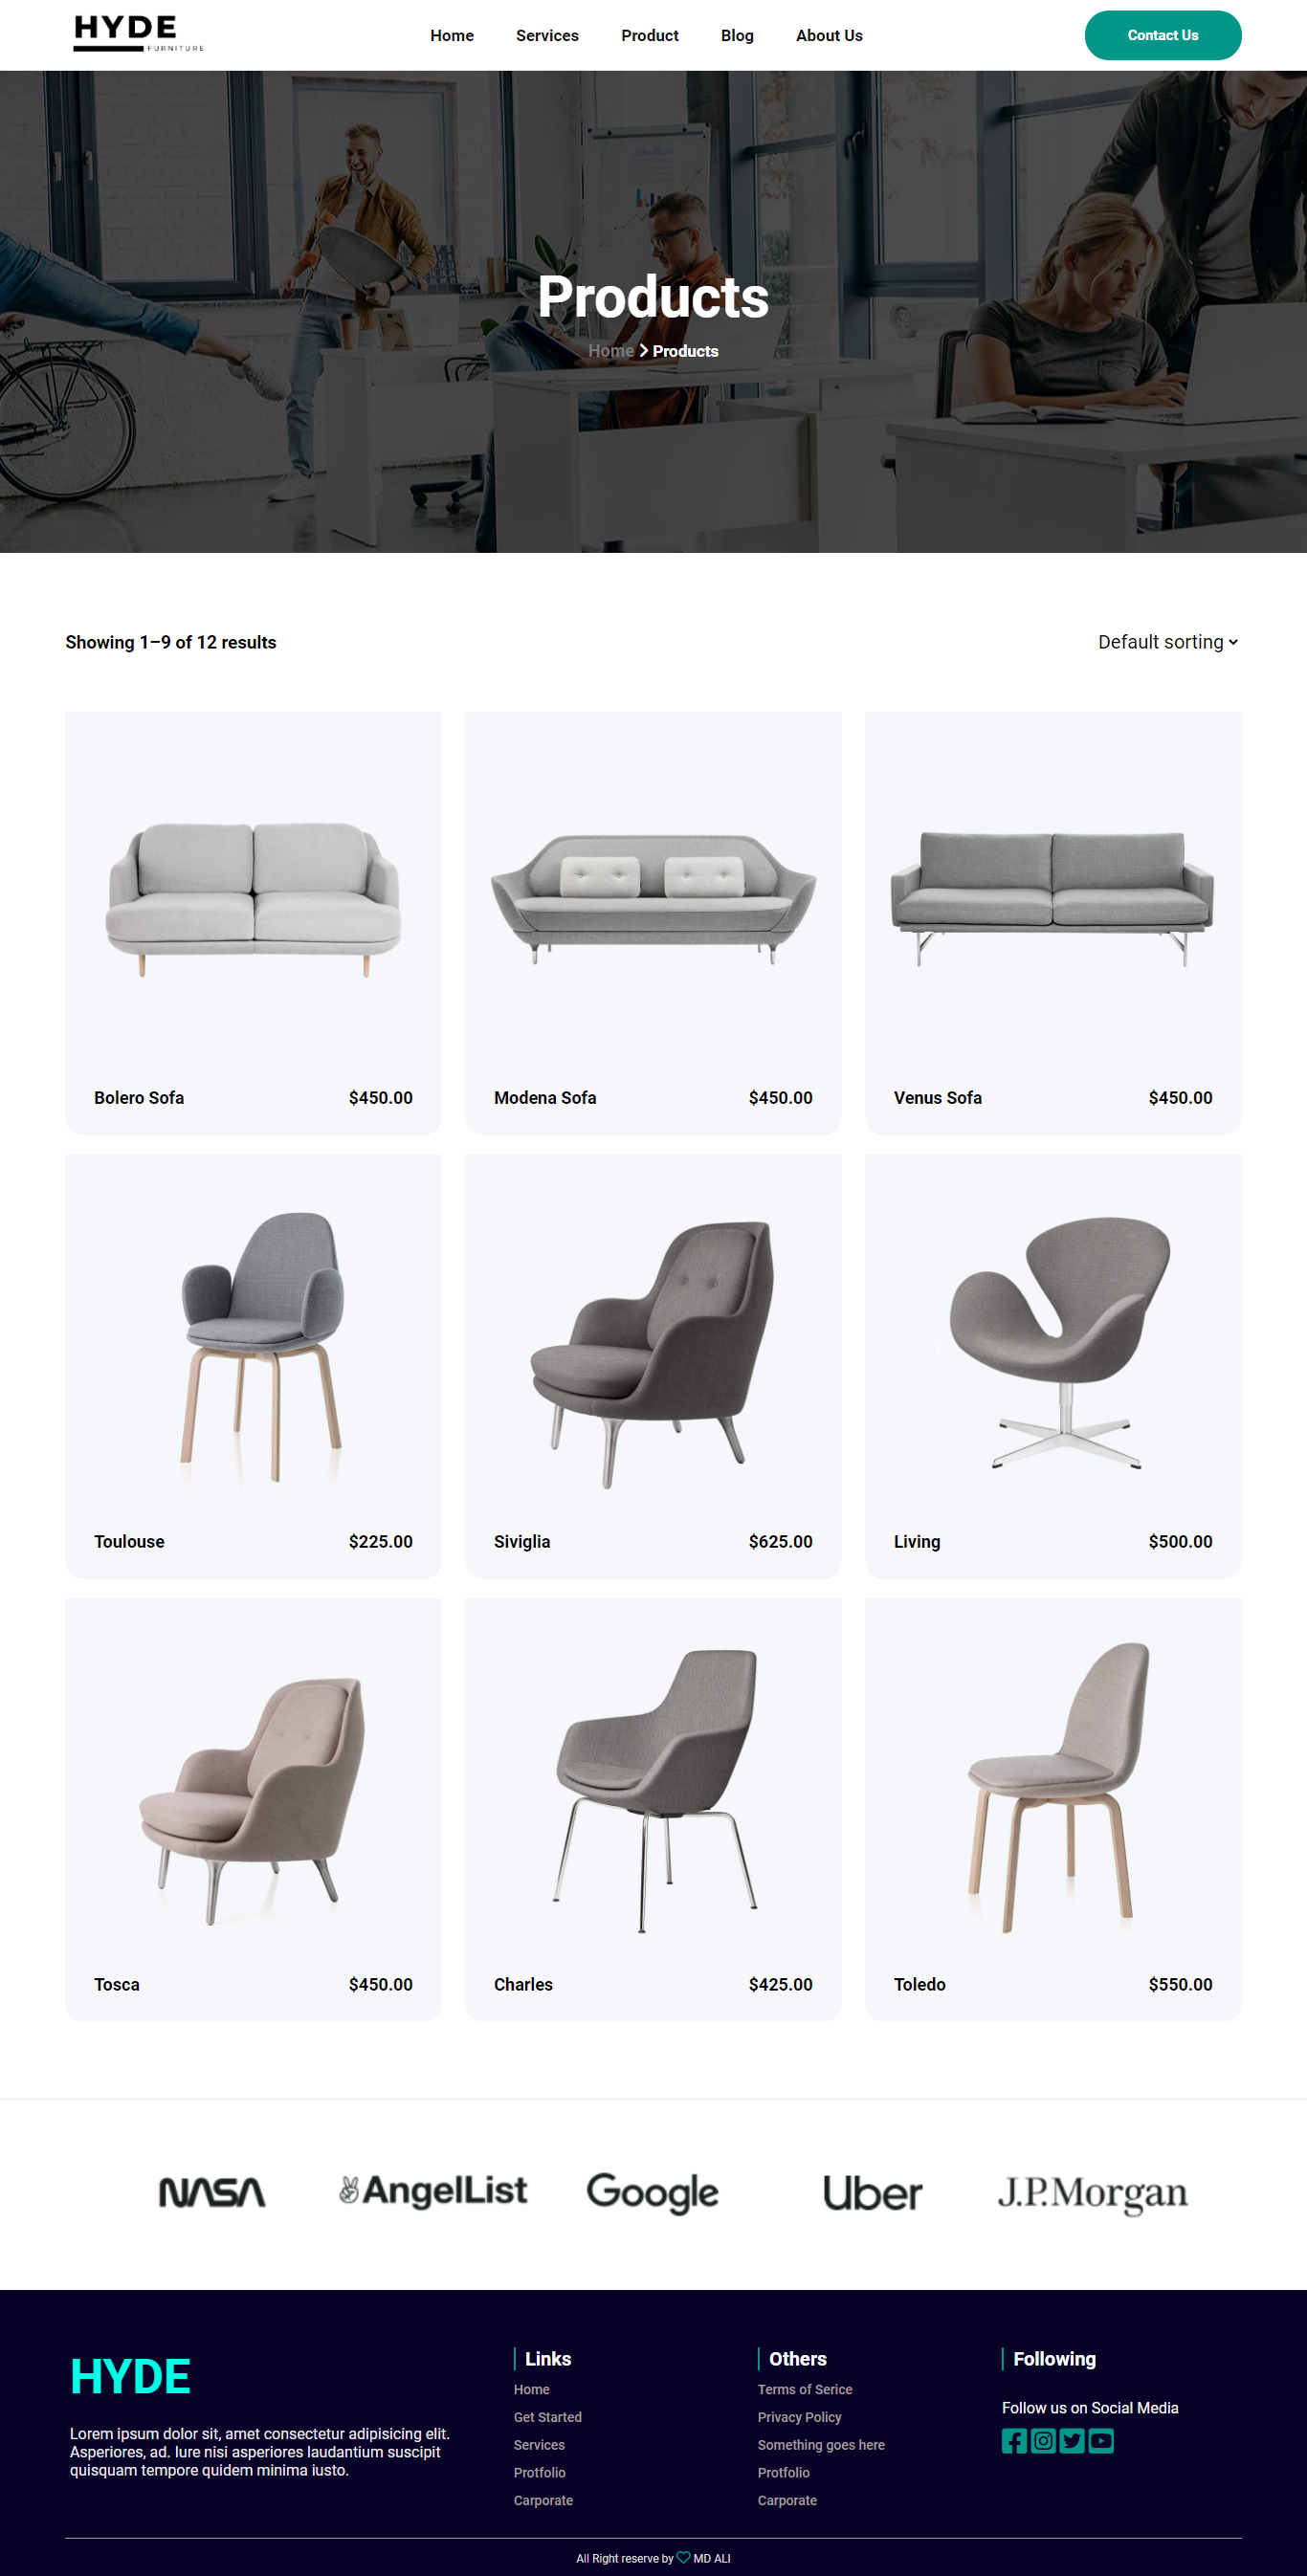 HYDE
FURNITURE
Home Services Product Blog About Us
Contact Us
Products
Home > Products
Showing 1–9 of 12 results
Default sorting
Bolero Sofa $450.00
Modena Sofa $450.00
Venus Sofa $450.00
Toulouse $225.00
Siviglia $625.00
Living $500.00
Tosca $450.00
Charles $425.00
Toledo $550.00
NASA
AngelList
Google
Uber
J.P.Morgan
HYDE
Lorem ipsum dolor sit, amet consectetur adipisicing elit.
Asperiores, ad. Iure nisi asperiores laudantium suscipit
quisquam tempore quidem minima iusto.
Links
Home
Get Started
Services
Protfolio
Carporate
Others
Terms of Serice
Privacy Policy
Something goes here
Protfolio
Carporate
Following
Follow us on Social Media
All Right reserve by MD ALI